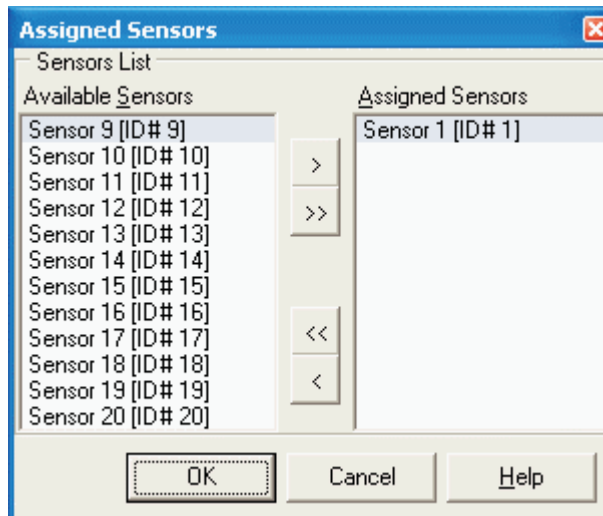 Assigned Sensors
Sensors List
Available Sensors
Assigned Sensors
Sensor 9 [ID# 9]
Sensor 10 [ID# 10]
Sensor 11 [ID# 11]
Sensor 12 [ID# 12]
Sensor 13 [ID# 13]
Sensor 14 [ID# 14]
Sensor 15 [ID# 15]
Sensor 16 [ID# 16]
Sensor 17 [ID# 17]
Sensor 18 [ID# 18]
Sensor 19 [ID# 19]
Sensor 20 [ID# 20]
>
>>
<<
<
Sensor 1 [ID# 1]
OK
Cancel
Help